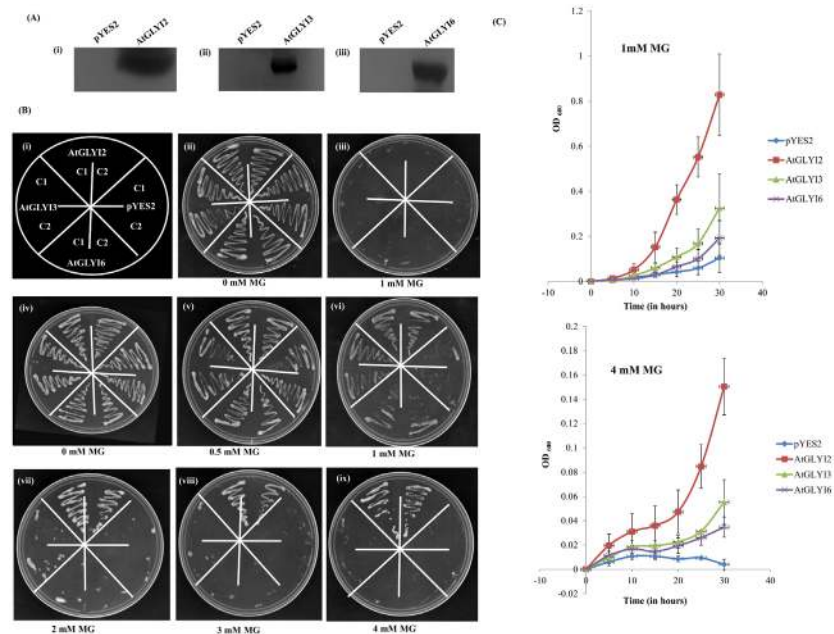 (A)
pYES2
AtGLYI2
(i)
pYES2
AtGLYI3
(ii)
pYES2
AtGLYI6
(iii)
(B)
(i)
AtGLYI2
C1 C2
C1 C1
AtGLYI3 pYES2
C2 C2
C1 C2
AtGLYI6
(ii)
0 mM MG
(iii)
1 mM MG
(iv)
0 mM MG
(v)
0.5 mM MG
(vi)
1 mM MG
(vii)
2 mM MG
(viii)
3 mM MG
(ix)
4 mM MG
(C)
1mM MG
OD 600
1
0.8
0.6
0.4
0.2
0
-10 0 10 20 30 40
Time (in hours)
pYES2
AtGLYI2
AtGLYI3
AtGLYI6
4 mM MG
OD 600
0.2
0.18
0.16
0.14
0.12
0.1
0.08
0.06
0.04
0.02
0
-0.02
-10 0 10 20 30 40
Time (in hours)
pYES2
AtGLYI2
AtGLYI3
AtGLYI6